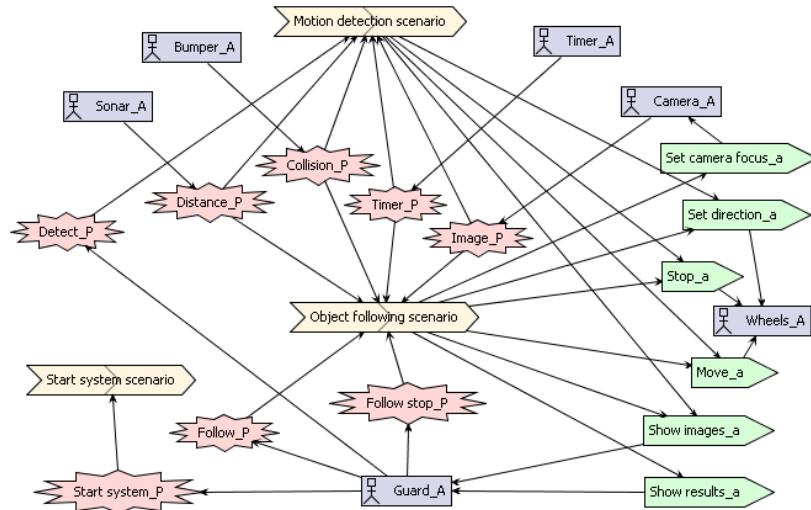 Motion detection scenario
Bumper_A
Timer_A
Sonar_A
Camera_A
Set camera focus_a
Collision_P
Distance_P
Timer_P
Set direction_a
Detect_P
Image_P
Stop_a
Object following scenario
Wheels_A
Start system scenario
Move_a
Follow stop_P
Follow_P
Show images_a
Start system_P
Guard_A
Show results_a